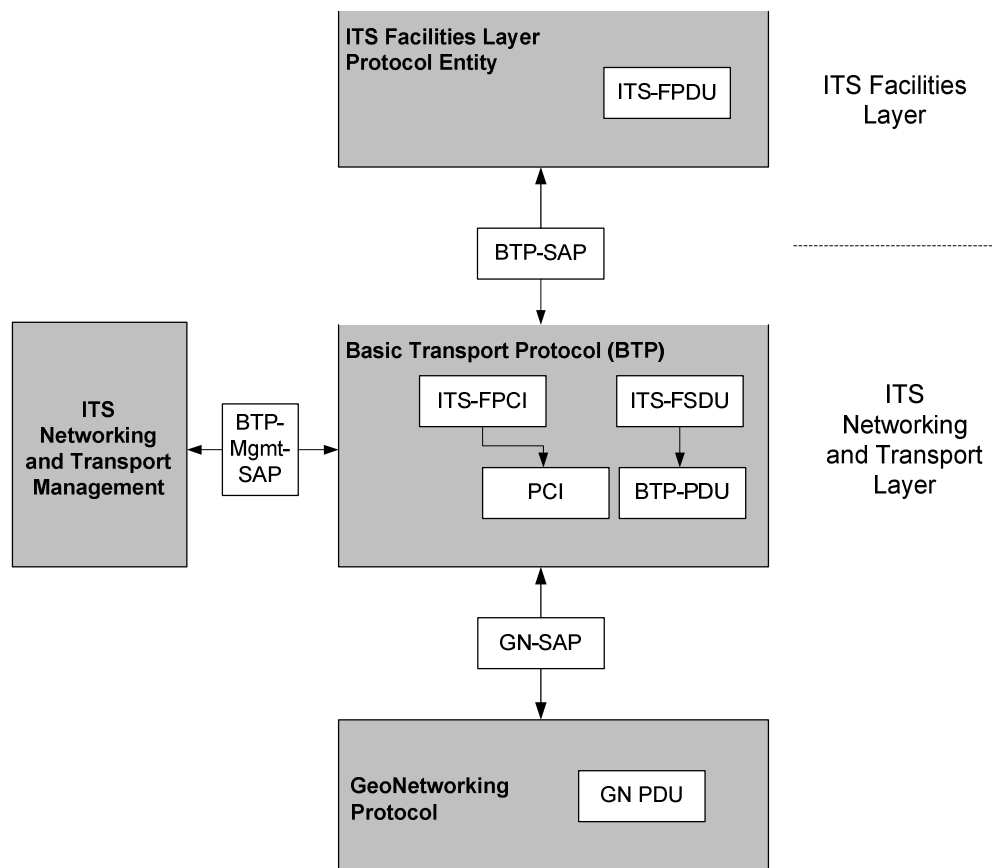 ITS Facilities Layer
Protocol Entity
ITS-FPDU
ITS Facilities
Layer
BTP-SAP
Basic Transport Protocol (BTP)
ITS-FPCI
ITS-FSDU
PCI
BTP-PDU
ITS
Networking
and Transport
Management
BTP-
Mgmt-
SAP
ITS
Networking
and Transport
Layer
GN-SAP
GeoNetworking
Protocol
GN PDU